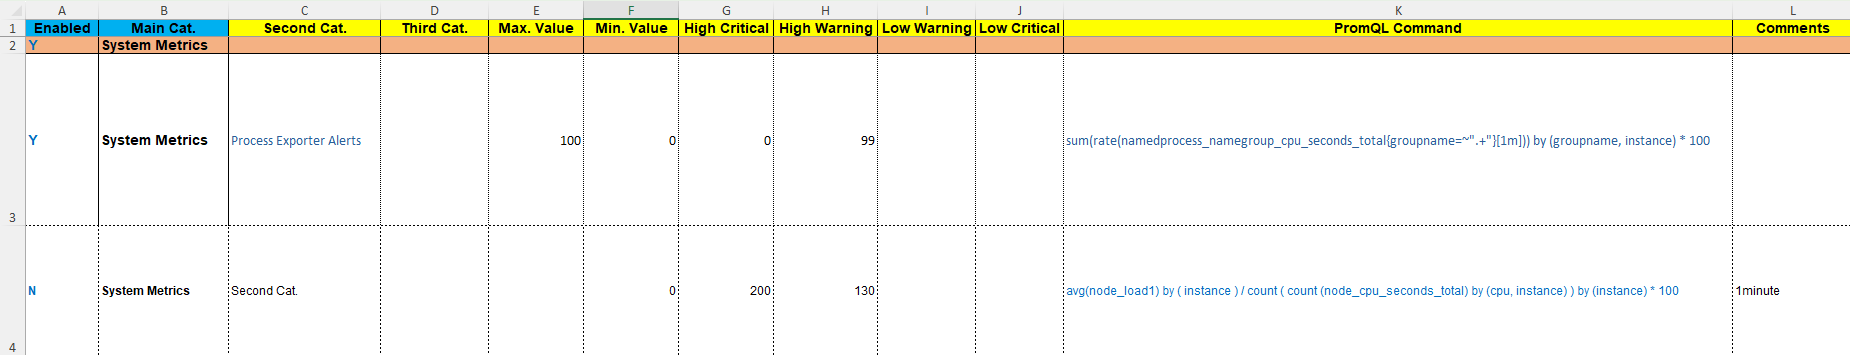 A B C D E F G H I J K L
1 Enabled Main Cat. Second Cat. Third Cat. Max. Value Min. Value High Critical High Warning Low Warning Low Critical PromQL Command Comments
2 Y System Metrics
3 Y System Metrics Process Exporter Alerts 100 0 0 99 sum(rate(namedprocess_namegroup_cpu_seconds_total{groupname=~".+"}[1m])) by (groupname, instance) * 100
4 N System Metrics Second Cat. 0 200 130 avg(node_load1) by ( instance ) / count ( count (node_cpu_seconds_total) by (cpu, instance) ) by (instance) * 100 1minute